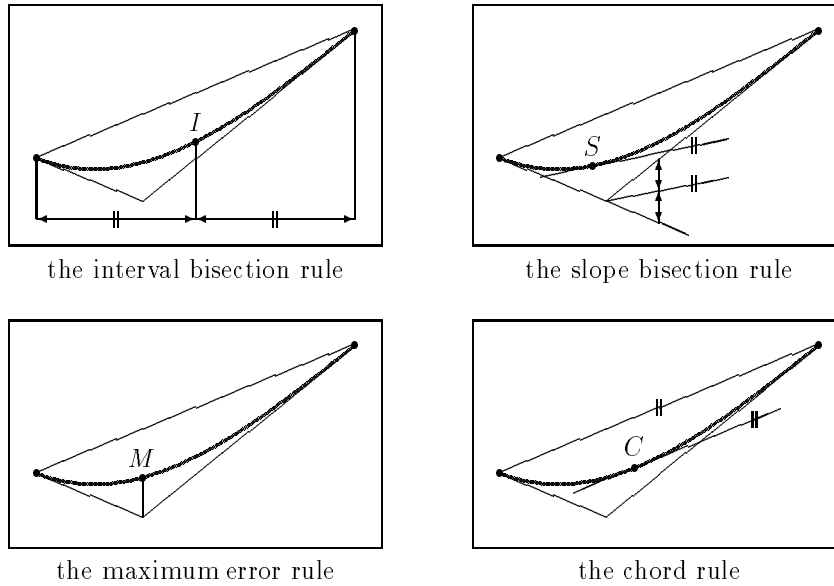 I
S
the interval bisection rule
the slope bisection rule
M
C
the maximum error rule
the chord rule